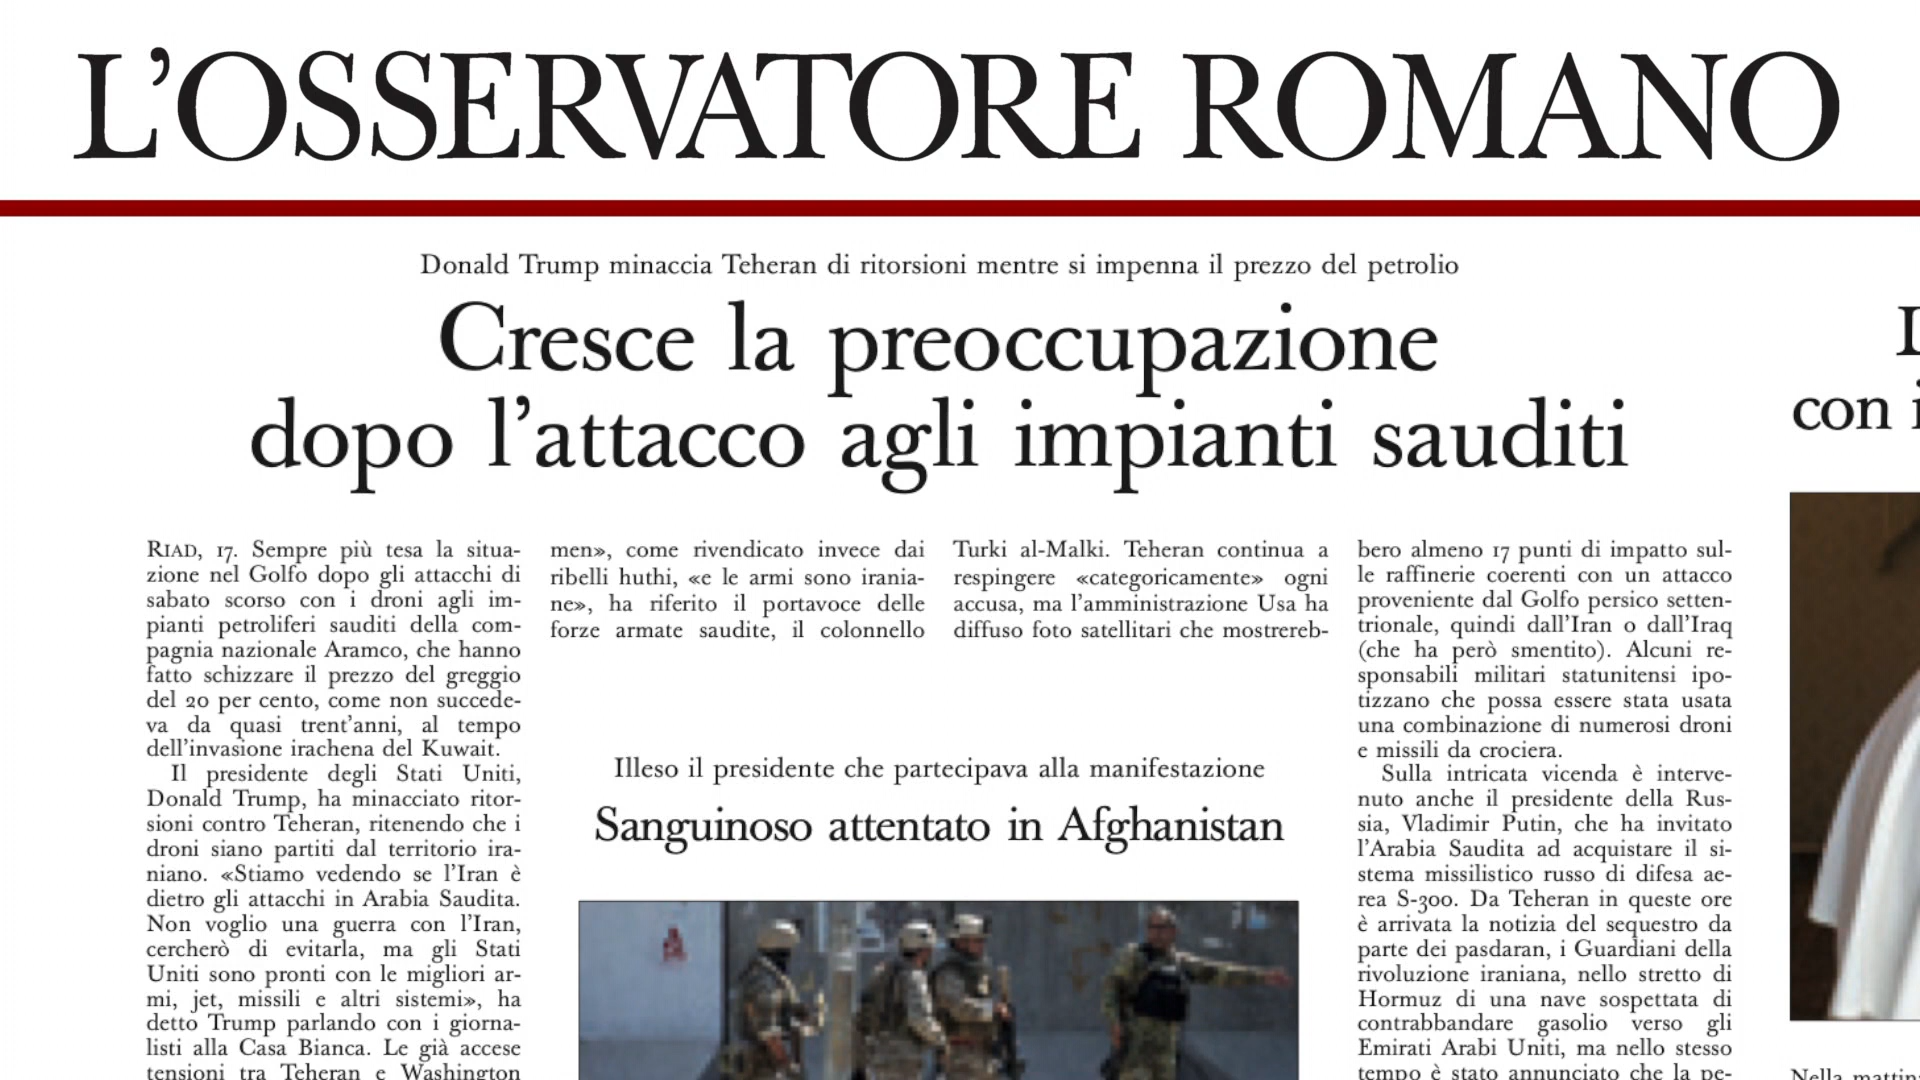 L'OSSERVATORE ROMANO
Donald Trump minaccia Teheran di ritorsioni mentre si impenna il prezzo del petrolio
Cresce la preoccupazione
dopo l'attacco agli impianti sauditi
RIAD, 17. Sempre più tesa la situa-
zione nel Golfo dopo gli attacchi di
sabato scorso con i droni agli im-
pianti petroliferi sauditi della com-
pagnia nazionale Aramco, che hanno
fatto schizzare il prezzo del greggio
del 20 per cento, come non succede-
va da quasi trent'anni, al tempo
dell'invasione irachena del Kuwait.
Il presidente degli Stati Uniti,
Donald Trump, ha minacciato ritor-
sioni contro Teheran, ritenendo che i
droni siano partiti dal territorio ira-
niano. «Stiamo vedendo se l'Iran è
dietro gli attacchi in Arabia Saudita.
Non voglio una guerra con l'Iran,
cercherò di evitarla, ma gli Stati
Uniti sono pronti con le migliori ar-
mi, jet, missili e altri sistemi», ha
detto Trump parlando con i giorna-
listi alla Casa Bianca. Le già accese
tensioni tra Teheran e Washington
men», come rivendicato invece dai
ribelli huthi, «e le armi sono irania-
ne», ha riferito il portavoce delle
forze armate saudite, il colonnello
Turki al-Malki. Teheran continua a
respingere «categoricamente» ogni
accusa, ma l'amministrazione Usa ha
diffuso foto satellitari che mostrereb-
bero almeno 17 punti di impatto sul-
le raffinerie coerenti con un attacco
proveniente dal Golfo persico setten-
trionale, quindi dall'Iran o dall'Iraq
(che ha però smentito). Alcuni re-
sponsabili militari statunitensi ipo-
tizzano che possa essere stata usata
una combinazione di numerosi droni
e missili da crociera.
Sulla intricata vicenda è interve-
nuto anche il presidente della Rus-
sia, Vladimir Putin, che ha invitato
l'Arabia Saudita ad acquistare il si-
stema missilistico russo di difesa ae-
rea S-300. Da Teheran in queste ore
è arrivata la notizia del sequestro da
parte dei pasdaran, i Guardiani della
rivoluzione iraniana, nello stretto di
Hormuz di una nave sospettata di
contrabbandare gasolio verso gli
Emirati Arabi Uniti, ma nello stesso
tempo è stato annunciato che la pe-
Illeso il presidente che partecipava alla manifestazione
Sanguinoso attentato in Afghanistan
con
Nella